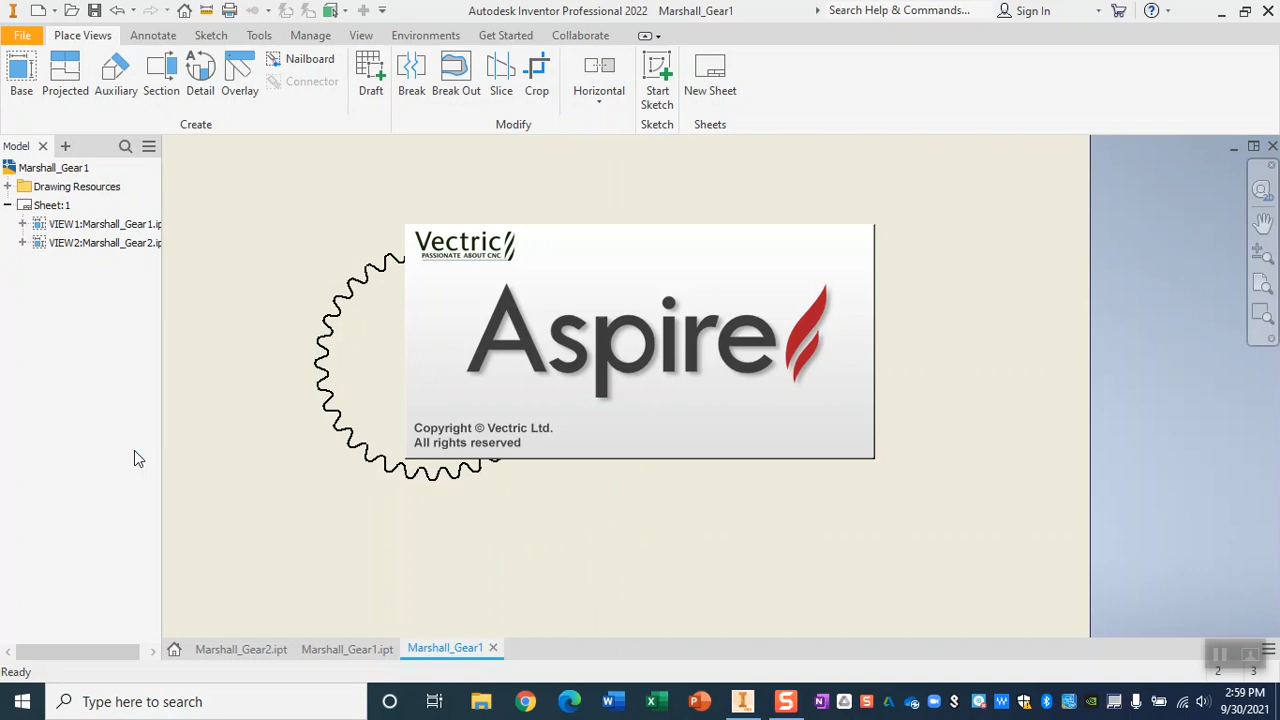 Autodesk Inventor Professional 2022 Marshall_Gear1
Search Help & Commands...
Sign In
File Place Views Annotate Sketch Tools Manage View Environments Get Started Collaborate
Base Projected Auxiliary Section Detail Overlay
Nailboard
Connector
Draft
Break Break Out Slice Crop
Horizontal
Start
Sketch
New Sheet
Create
Modify
Sketch
Sheets
Model
Marshall_Gear1
Drawing Resources
Sheet:1
VIEW1:Marshall_Gear1.ip
VIEW2:Marshall_Gear2.ip
Vectric
PASSIONATE ABOUT CNC
Aspire
Copyright © Vectric Ltd.
All rights reserved
Marshall_Gear2.ipt Marshall_Gear1.ipt Marshall_Gear1
Ready
2 3
Type here to search
2:59 PM
9/30/2021